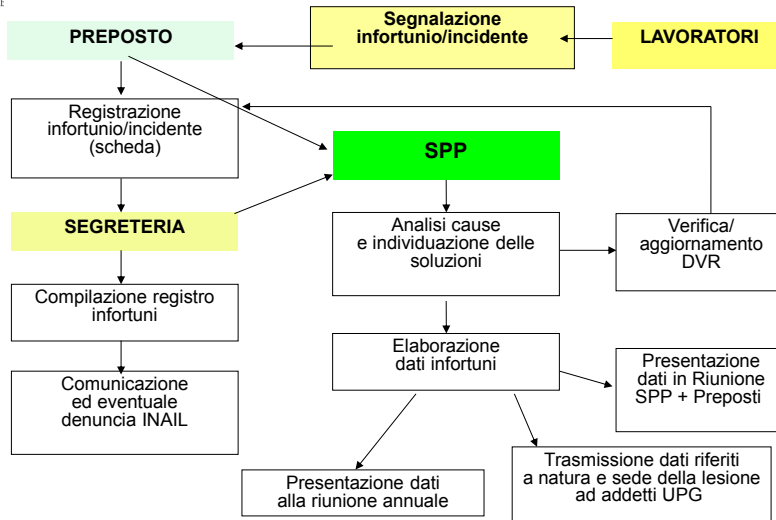 Segnalazione
infortunio/incidente
PREPOSTO
LAVORATORI
Registrazione
infortunio/incidente
(scheda)
SPP
SEGRETERIA
Analisi cause
e individuazione delle
soluzioni
Verifica/
aggiornamento
DVR
Compilazione registro
infortuni
Elaborazione
dati infortuni
Comunicazione
ed eventuale
denuncia INAIL
Presentazione
dati in Riunione
SPP + Preposti
Presentazione dati
alla riunione annuale
Trasmissione dati riferiti
a natura e sede della lesione
ad addetti UPG